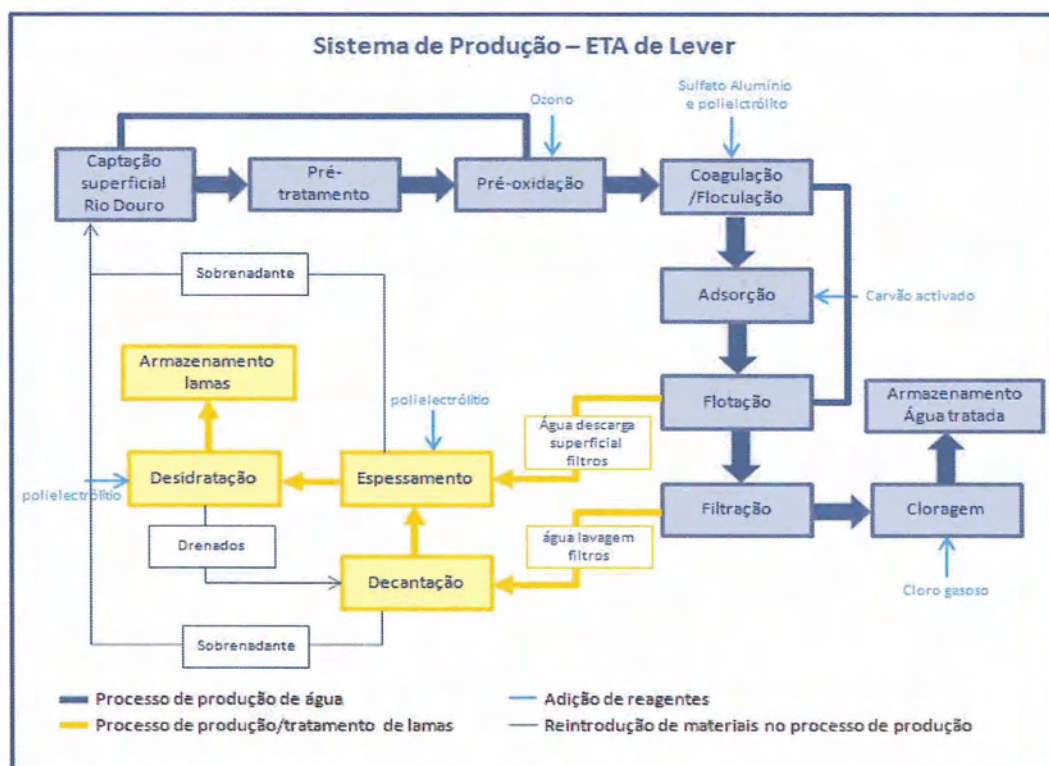 Sistema de Produção – ETA de Lever
Ozono
Sulfato Alumínio
e polielctrólito
Captação
superficial
Rio Douro
Pré-
tratamento
Pré-oxidação
Coagulação
/Floculação
Sobrenadante
Adsorção
Carvão activado
Armazenamento
lamas
polielectrólitio
Água descarga
superficial
filtros
Flotação
Armazenamento
Água tratada
polielectrólitio
Desidratação
Espessamento
Filtração
Cloragem
Drenados
água lavagem
filtros
Decantação
Cloro gasoso
Sobrenadante
Processo de produção de água
Adição de reagentes
Processo de produção/tratamento de lamas
Reintrodução de materiais no processo de produção